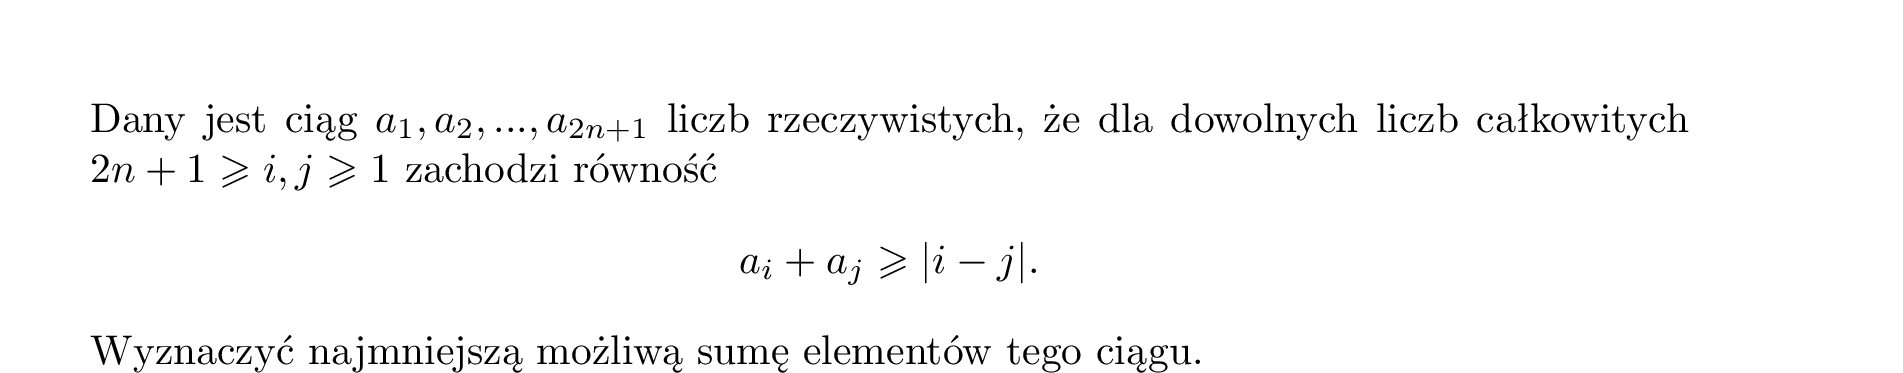 Dany jest ciąg $a_1, a_2, ..., a_{2n+1}$ liczb rzeczywistych, że dla dowolnych liczb całkowitych
$2n + 1 \geqslant i, j \geqslant 1$ zachodzi równość
$a_i + a_j \geqslant |i - j|.$
Wyznaczyć najmniejszą możliwą sumę elementów tego ciągu.